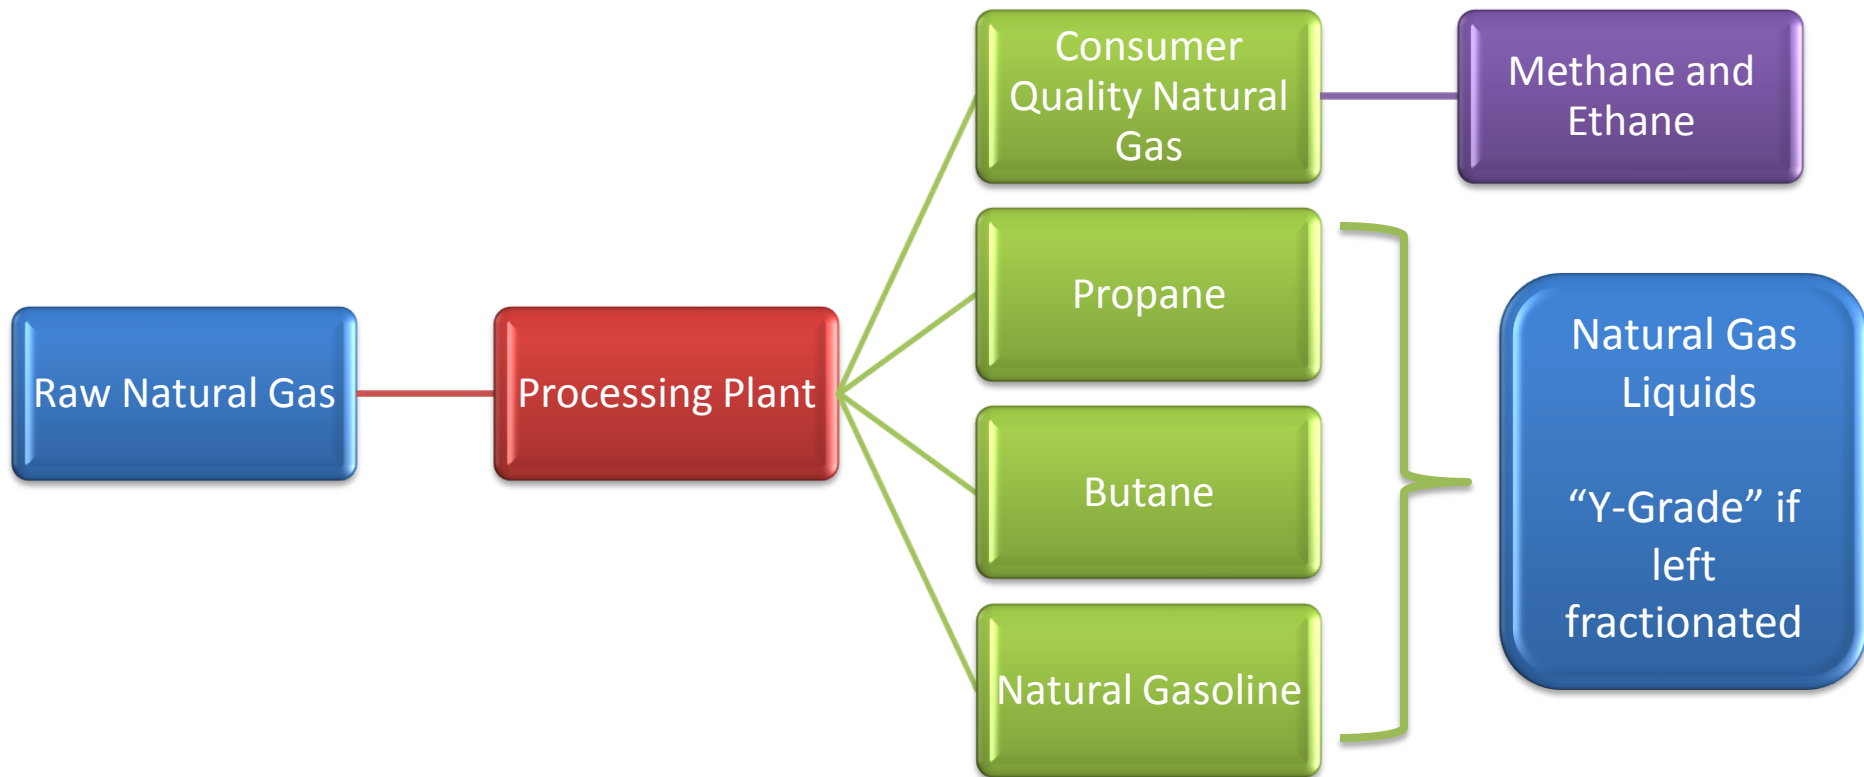 Raw Natural Gas
Processing Plant
Consumer
Quality Natural
Gas
Methane and
Ethane
Propane
Butane
Natural Gasoline
Natural Gas
Liquids
“Y-Grade” if
left
fractionated